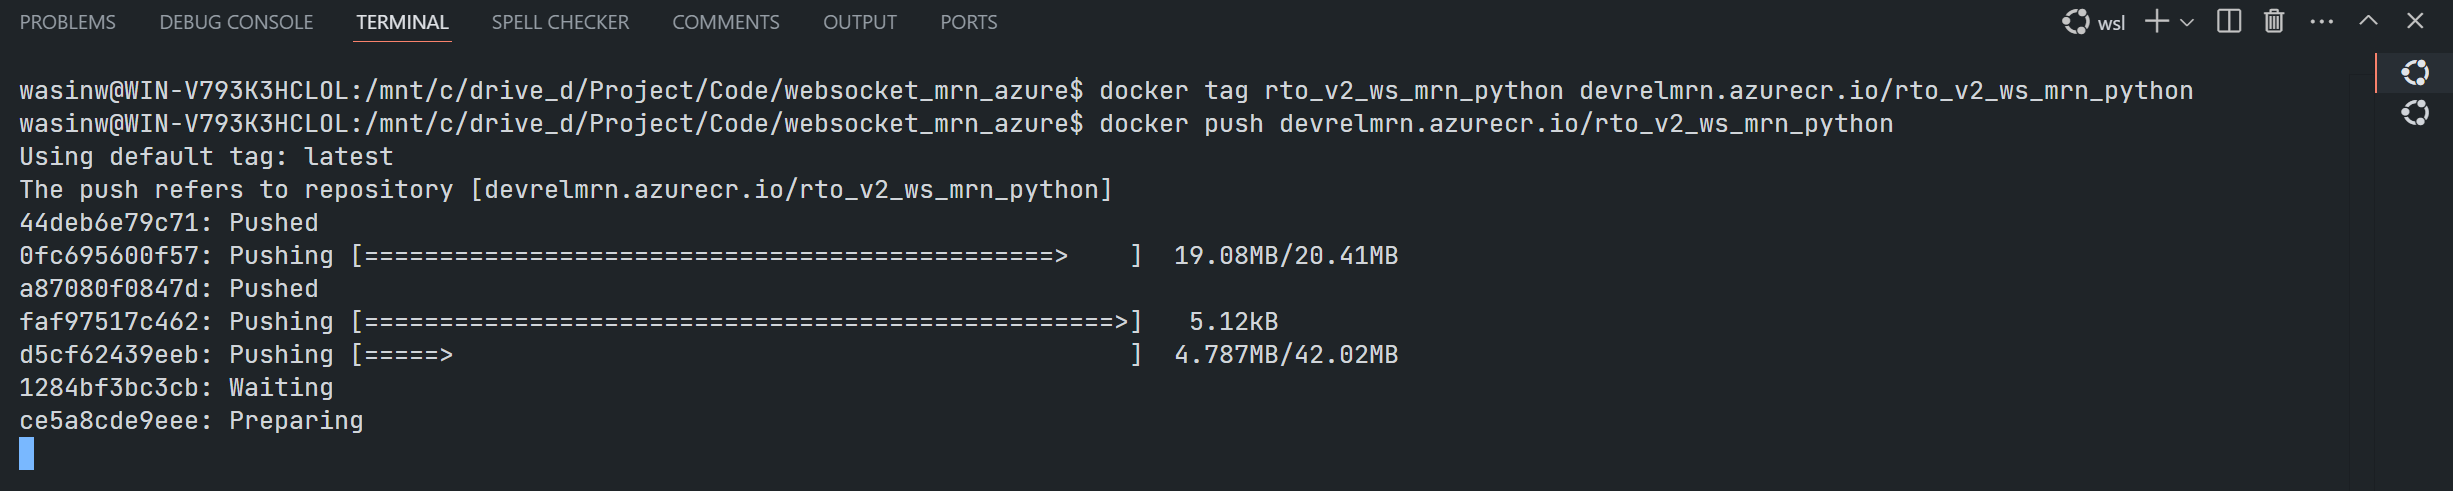 PROBLEMS DEBUG CONSOLE TERMINAL SPELL CHECKER COMMENTS OUTPUT PORTS wsl
wasinw@WIN-V793K3HCLOL:/mnt/c/drive_d/Project/Code/websocket_mrn_azure$ docker tag rto_v2_ws_mrn_python devrelmrn.azurecr.io/rto_v2_ws_mrn_python
wasinw@WIN-V793K3HCLOL:/mnt/c/drive_d/Project/Code/websocket_mrn_azure$ docker push devrelmrn.azurecr.io/rto_v2_ws_mrn_python
Using default tag: latest
The push refers to repository [devrelmrn.azurecr.io/rto_v2_ws_mrn_python]
44deb6e79c71: Pushed
0fc695600f57: Pushing [==============================================>    ]  19.08MB/20.41MB
a87080f0847d: Pushed
faf97517c462: Pushing [==================================================>]   5.12kB
d5cf62439eeb: Pushing [=====>                                             ]  4.787MB/42.02MB
1284bf3bc3cb: Waiting
ce5a8cde9eee: Preparing